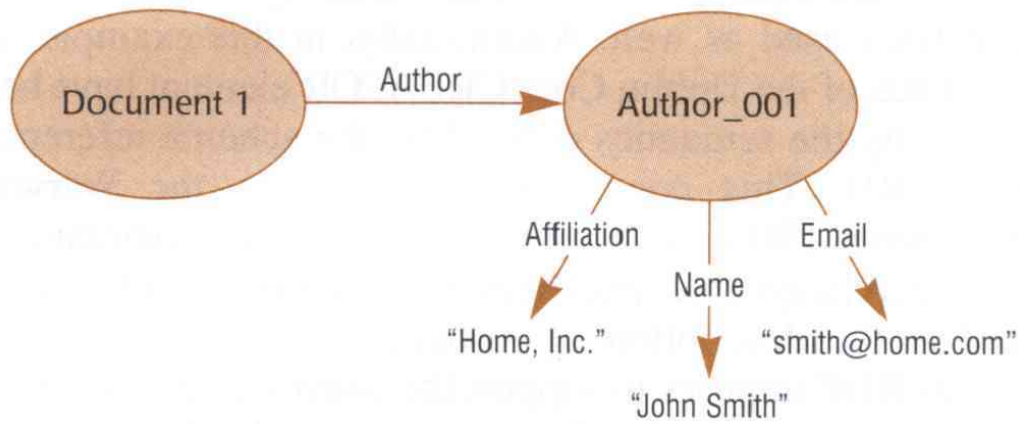 Author
Document 1
Author_001
Affiliation
Email
Name
“Home, Inc.”
“smith@home.com”
“John Smith”